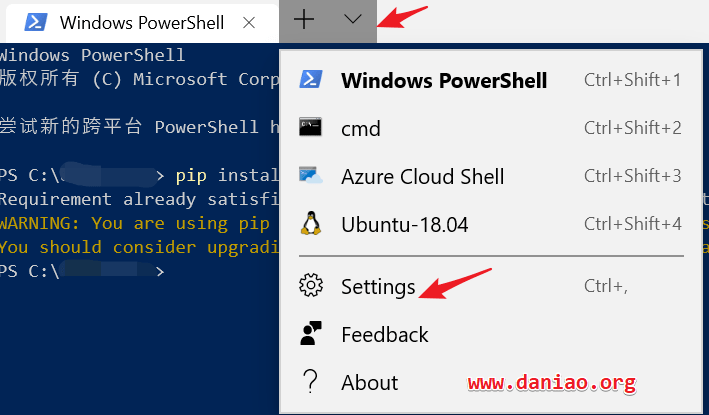 Windows PowerShell
Windows PowerShell
版权所有 (C) Microsoft Corp
尝试新的跨平台 PowerShell
PS C:\ > pip instal
Requirement already satisfi
WARNING: You are using pip
You should consider upgradi
PS C:\ >
Windows PowerShell Ctrl+Shift+1
cmd Ctrl+Shift+2
Azure Cloud Shell Ctrl+Shift+3
Ubuntu-18.04 Ctrl+Shift+4
Settings Ctrl+,
Feedback
About
www.daniao.org